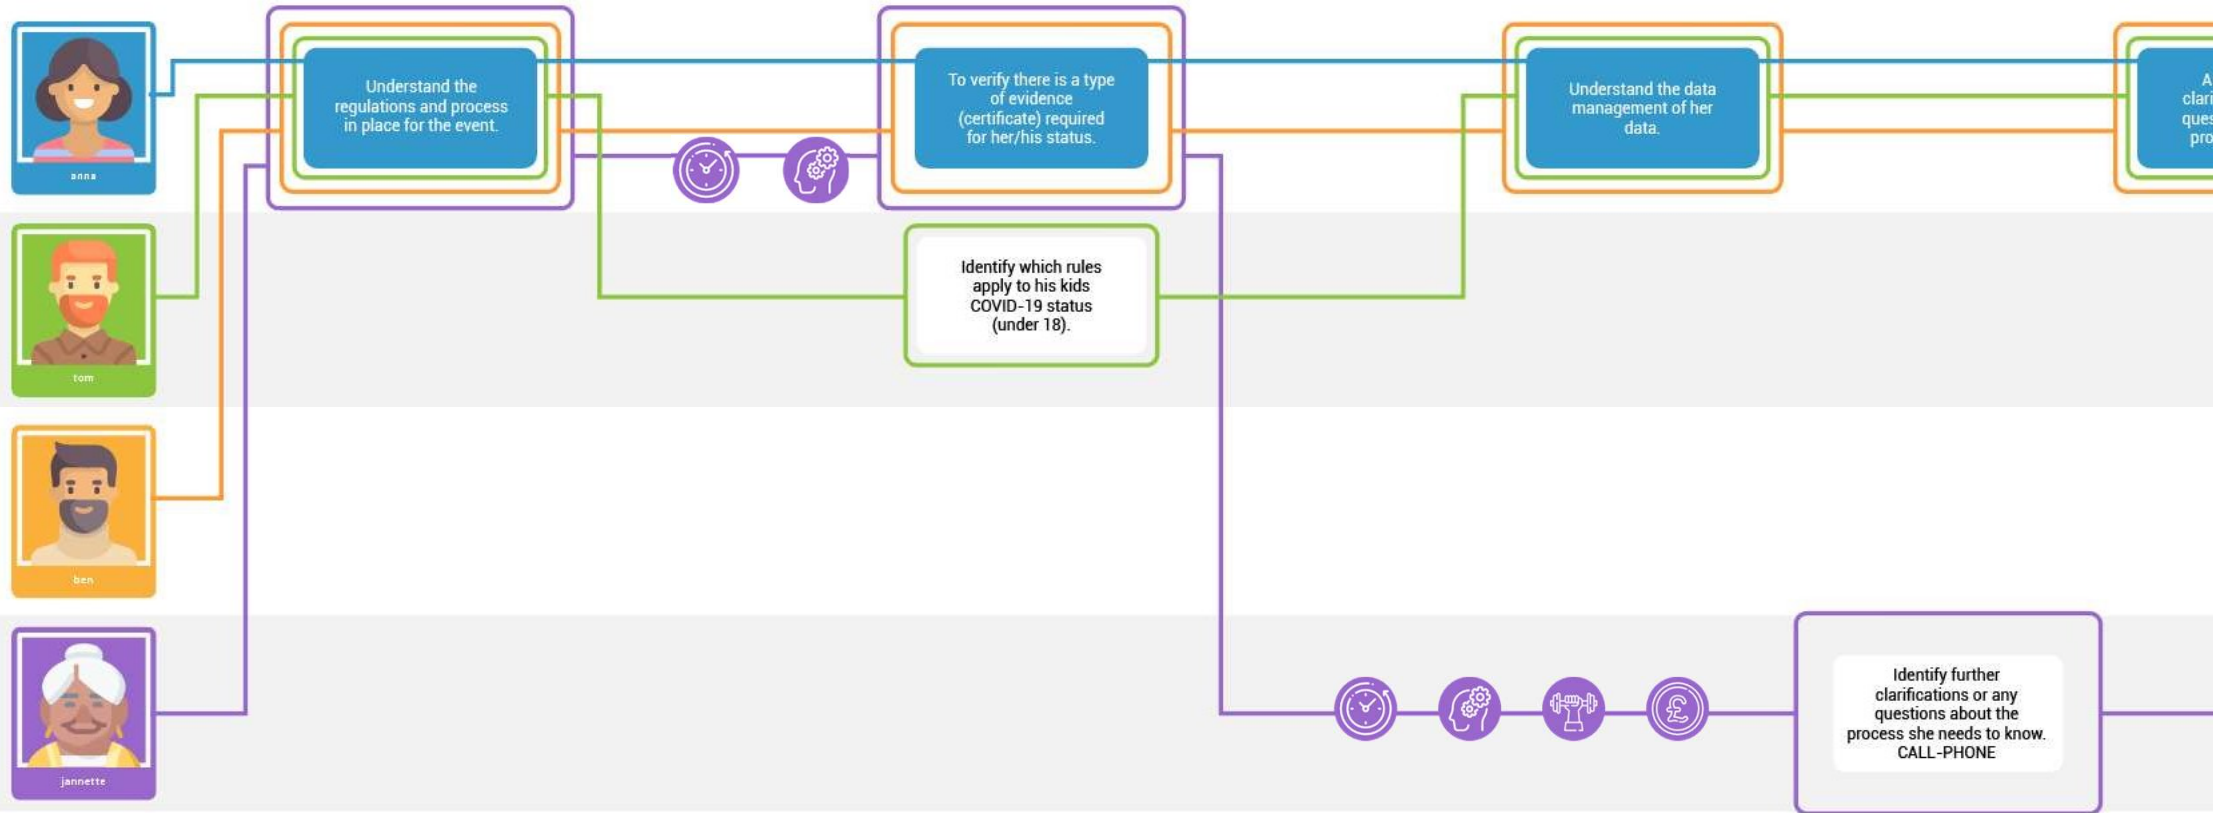 Understand the
regulations and process
in place for the event.
To verify there is a type
of evidence
(certificate) required
for her/his status.
Understand the data
management of her
data.
anna
Identify which rules
apply to his kids
COVID-19 status
(under 18).
tom
ben
Identify further
clarifications or any
questions about the
process she needs to know.
CALL-PHONE
jannette